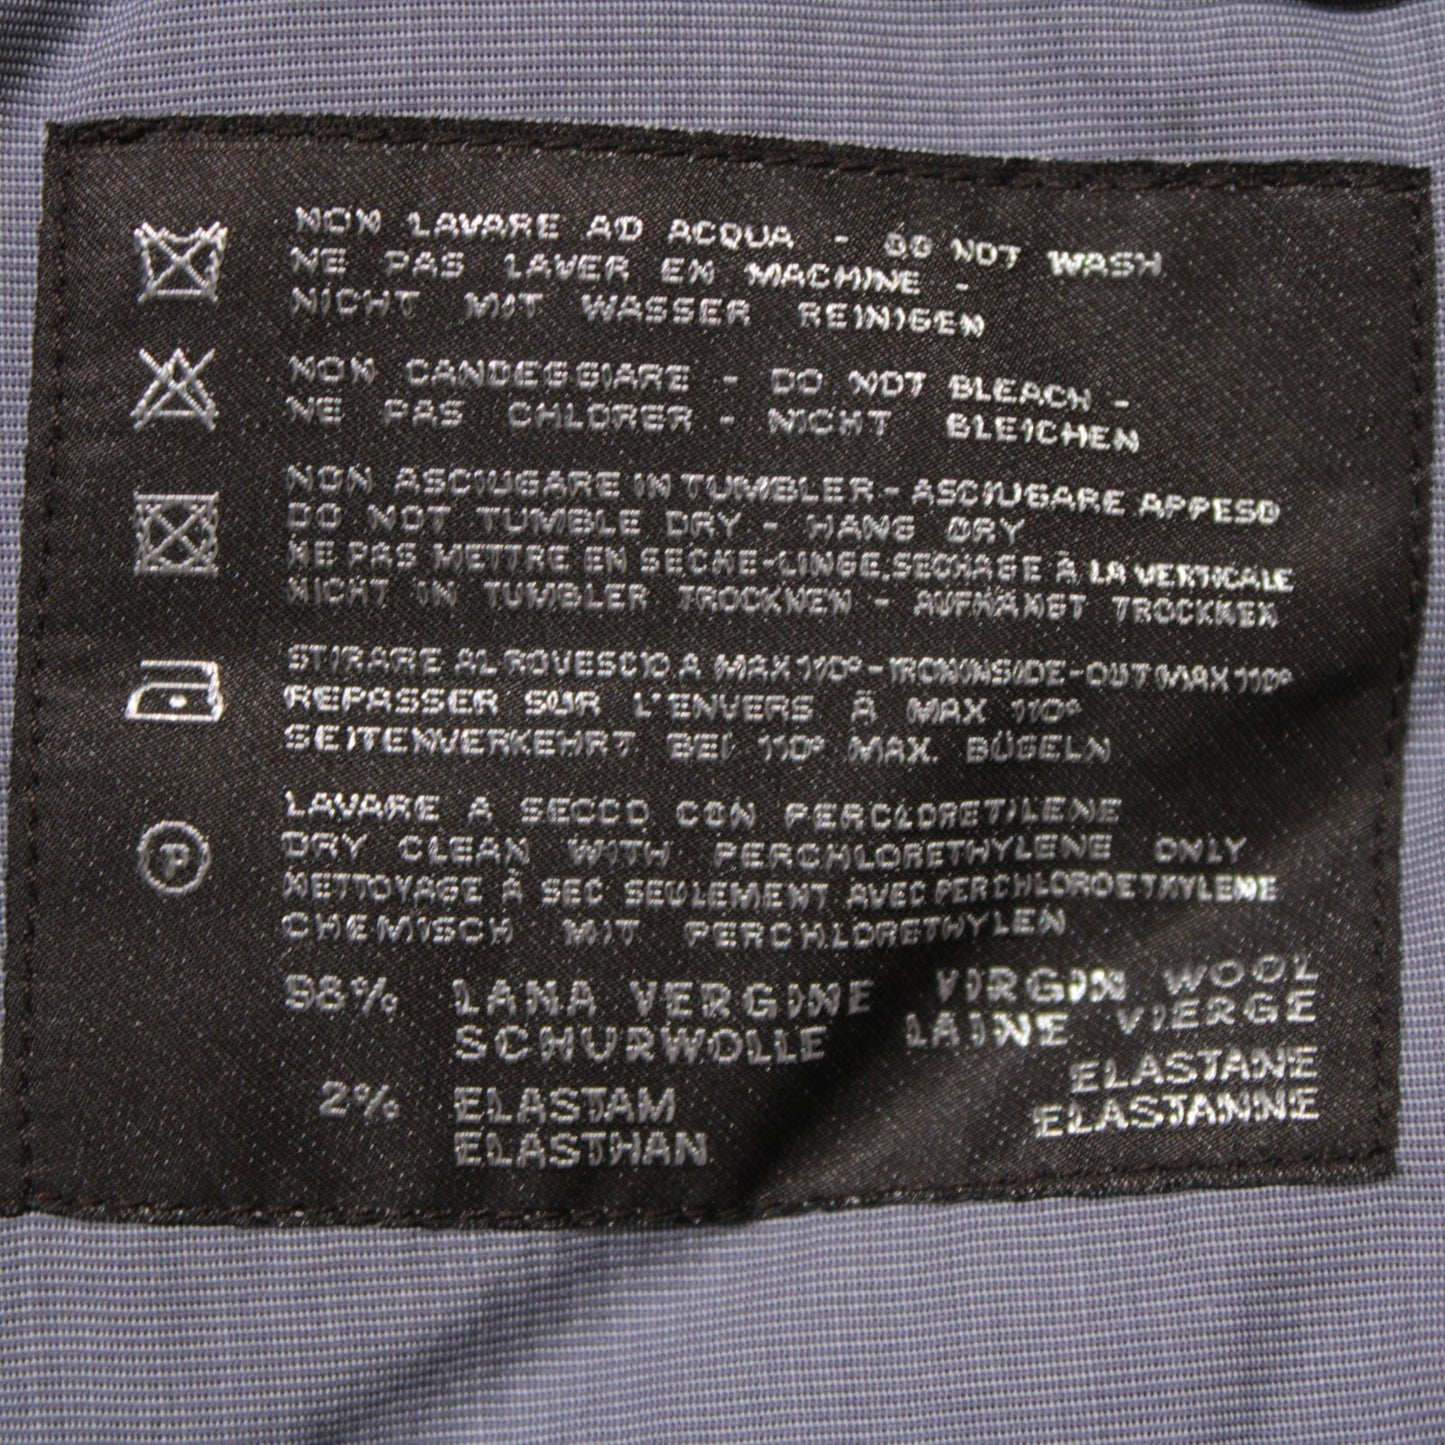 NON LAVARE AD ACQUA - DO NOT WASH
NE PAS LAVER EN MACHINE -
NICHT MIT WASSER REINIGEN
NON CANDEGGIARE - DO NOT BLEACH -
NE PAS CHLORER - NICHT BLEICHEN
NON ASCIUGARE IN TUMBLER - ASCIUGARE APPESO
DO NOT TUMBLE DRY - HANG DRY
NE PAS METTRE EN SECHE-LINGE.SECHAGE À LA VERTICALE
NICHT IN TUMBLER TROCKNEN - AUFHÄNGT TROCKNEN
STIRARE AL ROVESCIO A MAX 110° - IRON INSIDE-OUT MAX 110°
REPASSER SUR L'ENVERS À MAX 110°
SEITENVERKEHRT BEI 110° MAX. BÜGELN
P
LAVARE A SECCO CON PERCLORETILENE
DRY CLEAN WITH PERCHLORETHYLENE ONLY
NETTOYAGE À SEC SEULEMENT AVEC PERCHLOROETHYLENE
CHEMISCH MIT PERCHLORETHYLEN
98% LANA VERGINE VIRGIN WOOL
SCHURWOLLE LAINE VIERGE
2% ELASTAM ELASTANE
ELASTHAN ELASTANNE